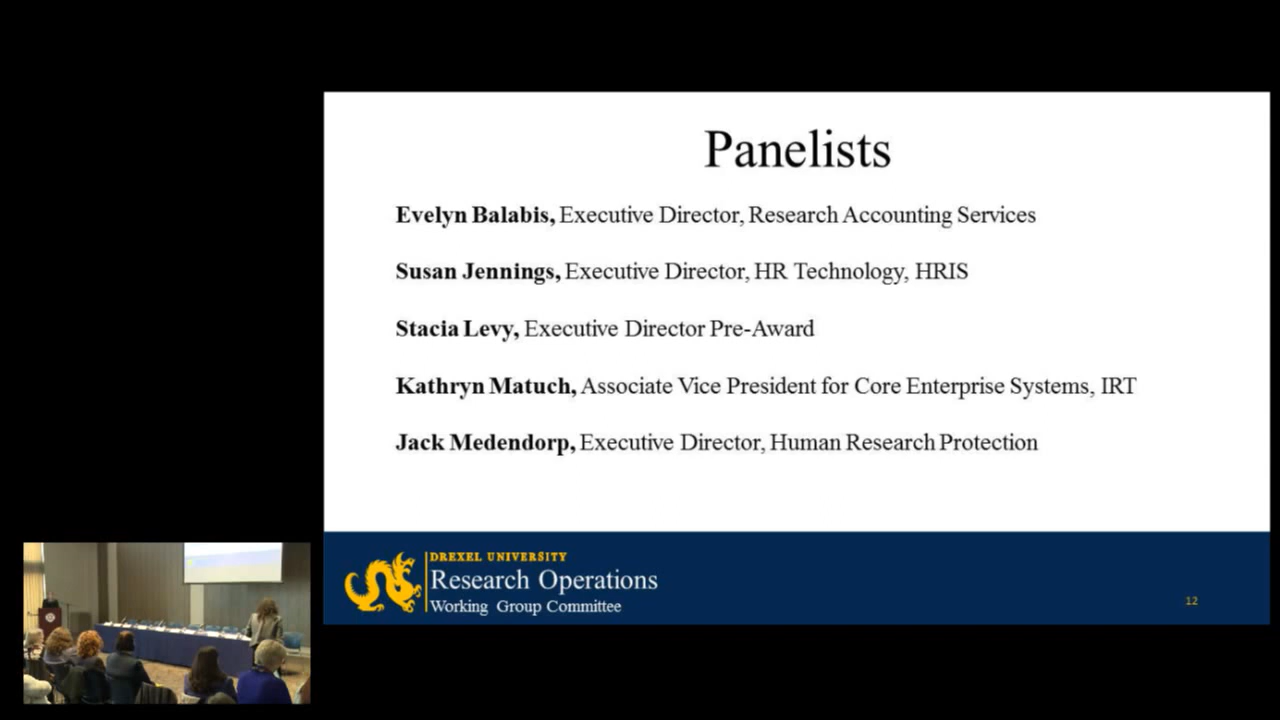 Panelists
Evelyn Balabis, Executive Director, Research Accounting Services
Susan Jennings, Executive Director, HR Technology, HRIS
Stacia Levy, Executive Director Pre-Award
Kathryn Matuch, Associate Vice President for Core Enterprise Systems, IRT
Jack Medendorp, Executive Director, Human Research Protection
DREXEL UNIVERSITY
Research Operations
Working Group Committee
12